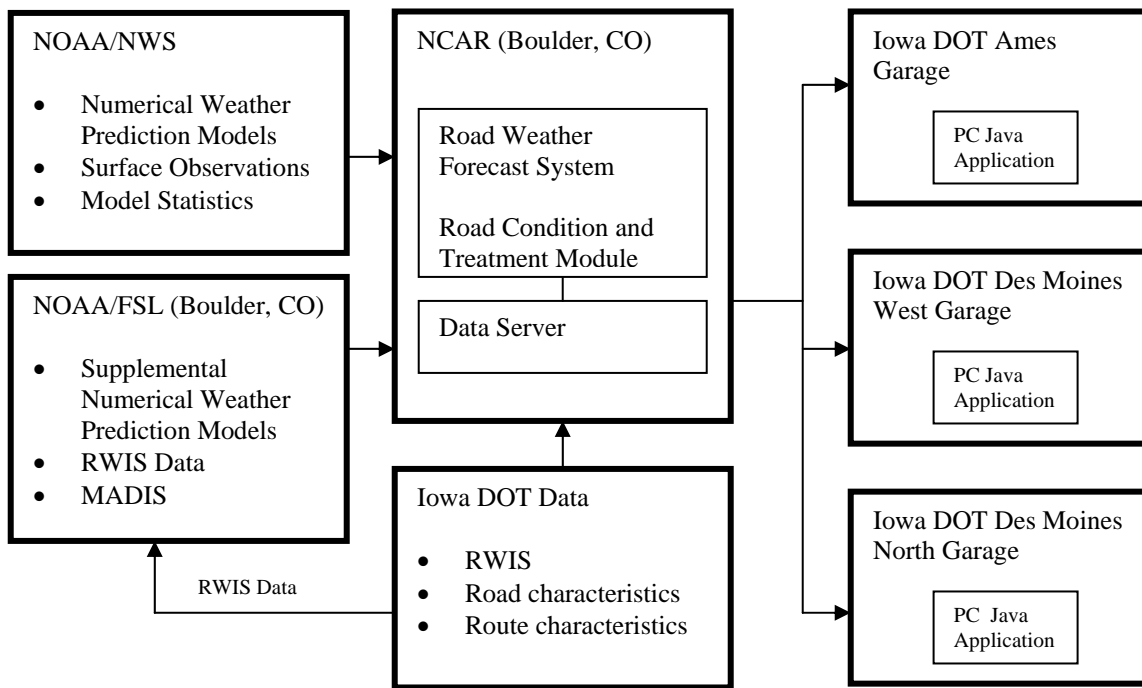 NOAA/NWS
• Numerical Weather
Prediction Models
• Surface Observations
• Model Statistics
NOAA/FSL (Boulder, CO)
• Supplemental
Numerical Weather
Prediction Models
• RWIS Data
• MADIS
RWIS Data
NCAR (Boulder, CO)
Road Weather
Forecast System
Road Condition and
Treatment Module
Data Server
Iowa DOT Data
• RWIS
• Road characteristics
• Route characteristics
Iowa DOT Ames
Garage
PC Java
Application
Iowa DOT Des Moines
West Garage
PC Java
Application
Iowa DOT Des Moines
North Garage
PC Java
Application